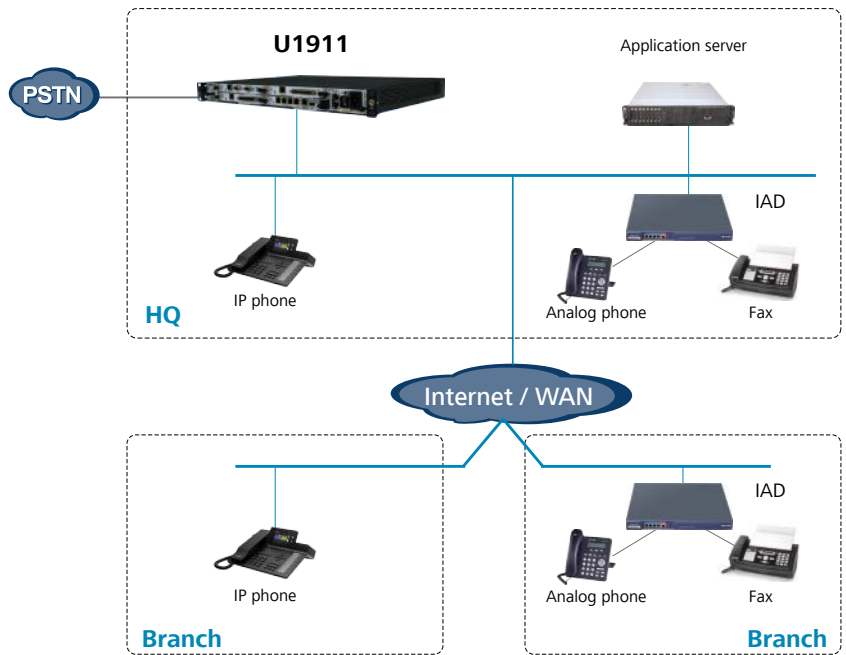 U1911
Application server
PSTN
IAD
IP phone
Analog phone
Fax
HQ
Internet / WAN
IAD
IP phone
Analog phone
Fax
Branch
Branch